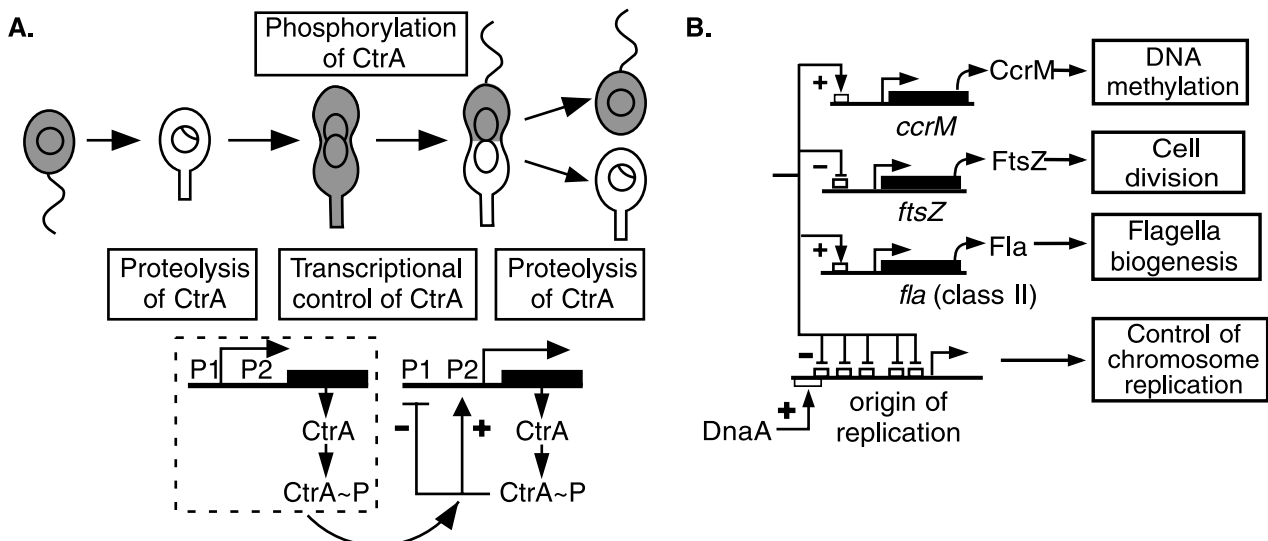 A.
Phosphorylation
of CtrA
Proteolysis
of CtrA
Transcriptional
control of CtrA
Proteolysis
of CtrA
P1 P2
CtrA
CtrA~P
P1 P2
-
+
CtrA
CtrA~P
B.
+
ccrM
CcrM
DNA
methylation
-
ftsZ
FtsZ
Cell
division
+
fla (class II)
Fla
Flagella
biogenesis
-
+
DnaA
origin of
replication
Control of
chromosome
replication